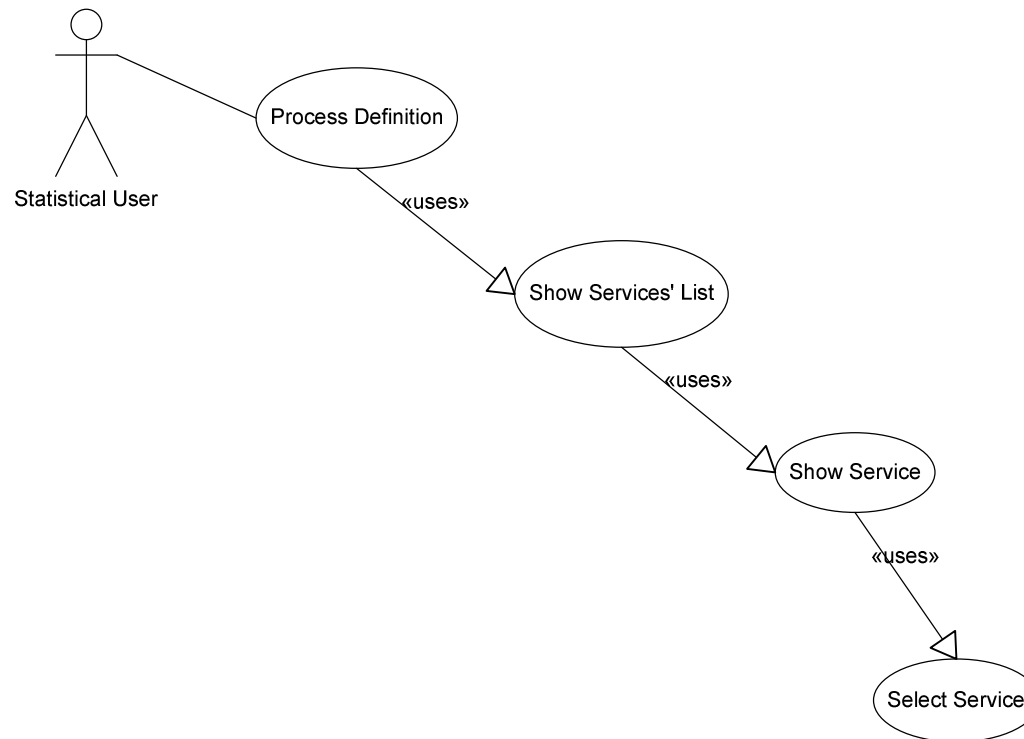 Process Definition
Statistical User
«uses»
Show Services' List
«uses»
Show Service
«uses»
Select Service